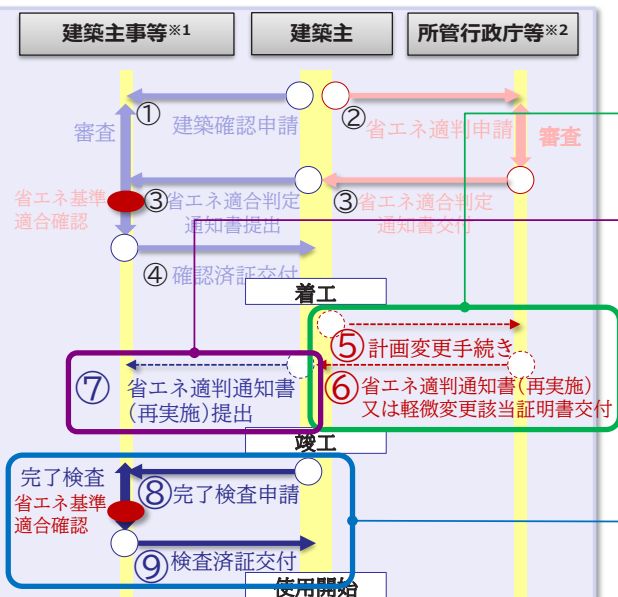 建築主事等※1
建築主
所管行政庁等※2
①
建築確認申請
②
省エネ適判申請
審査
審査
省エネ基準
適合確認
③省エネ適合判定
通知書提出
③省エネ適合判定
通知書交付
④確認済証交付
着工
⑤計画変更手続き
⑥省エネ適判通知書(再実施)
又は軽微変更該当証明書交付
⑦省エネ適判通知書
(再実施)提出
竣工
完了検査
省エネ基準
適合確認
⑧完了検査申請
⑨検査済証交付
使用開始